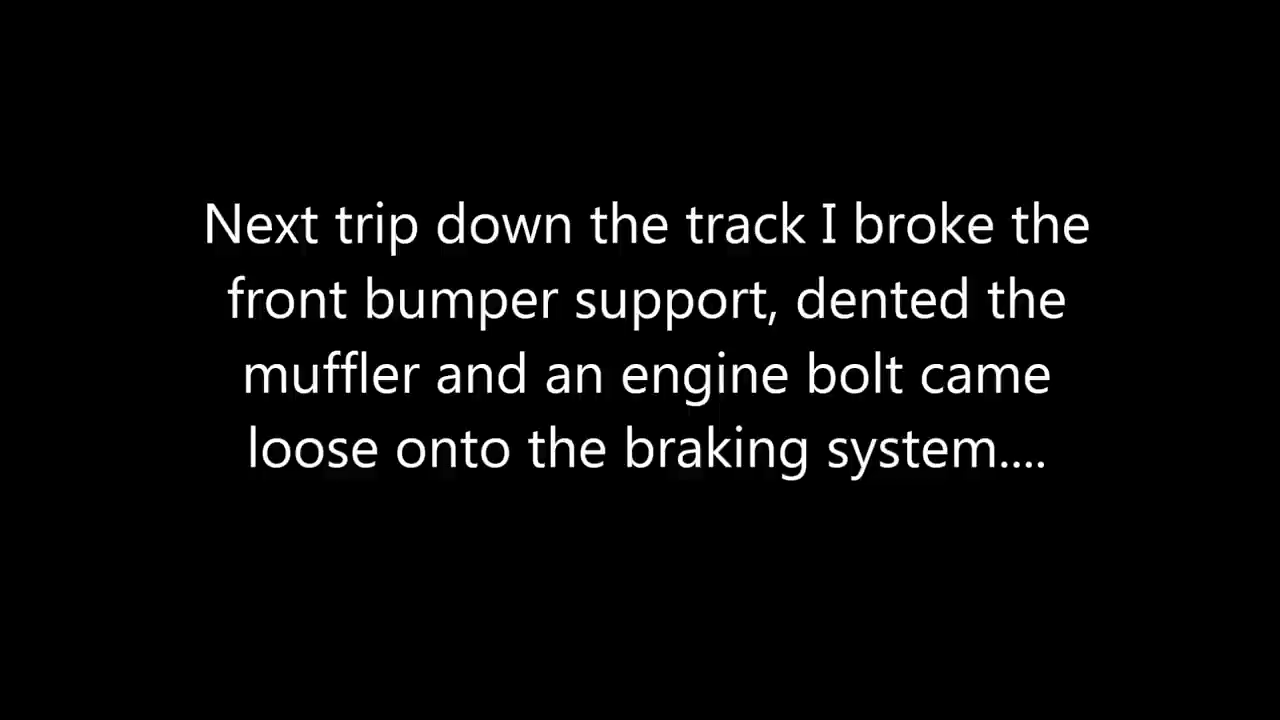 Next trip down the track I broke the
front bumper support, dented the
muffler and an engine bolt came
loose onto the braking system....